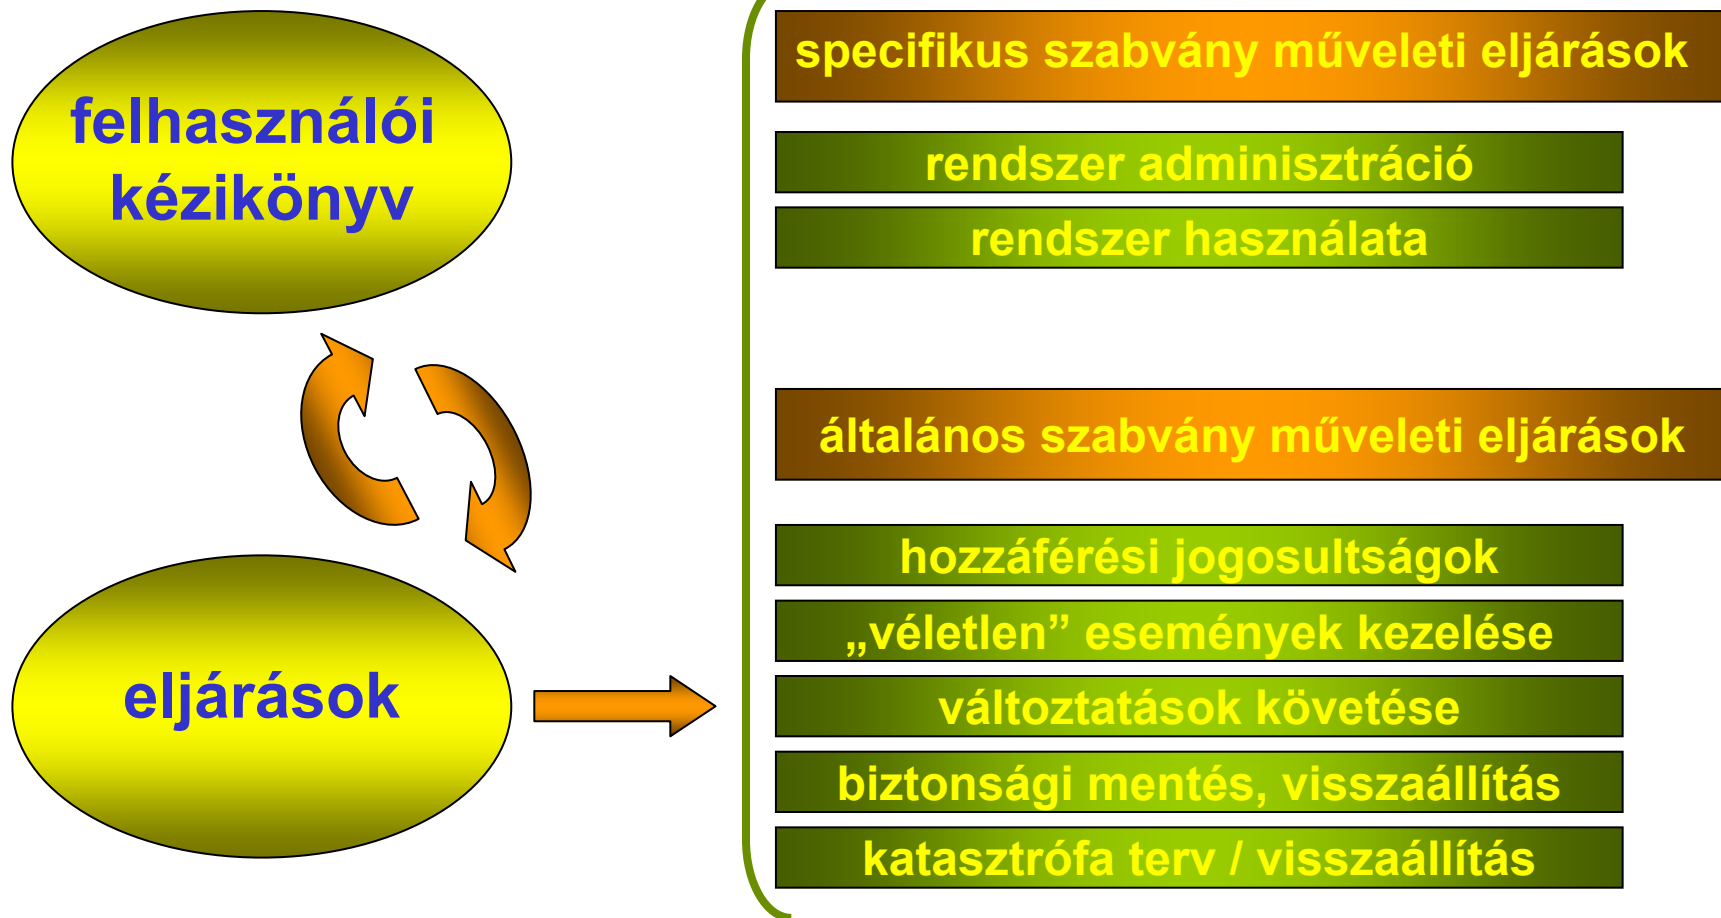 felhasználói
kézikönyv
eljárások
specifikus szabvány műveleti eljárások
rendszer adminisztráció
rendszer használata
általános szabvány műveleti eljárások
hozzáférési jogosultságok
„véletlen” események kezelése
változtatások követése
biztonsági mentés, visszaállítás
katasztrófa terv / visszaállítás